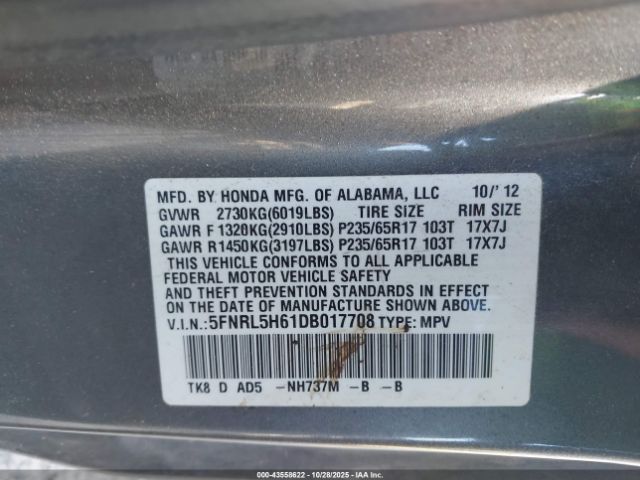 MFD. BY HONDA MFG. OF ALABAMA, LLC 10/'12
GVWR 2730KG(6019LBS) TIRE SIZE RIM SIZE
GAWR F 1320KG(2910LBS) P235/65R17 103T 17X7J
GAWR R1450KG(3197LBS) P235/65R17 103T 17X7J
THIS VEHICLE CONFORMS TO ALL APPLICABLE
FEDERAL MOTOR VEHICLE SAFETY
AND THEFT PREVENTION STANDARDS IN EFFECT
ON THE DATE OF MANUFACTURE SHOWN ABOVE.
V.I.N.:5FNRL5H61DB017708 TYPE: MPV
TK8 D AD5 -NH737M -B -B
000-43558622 | 10/28/2025 | IAA Inc.